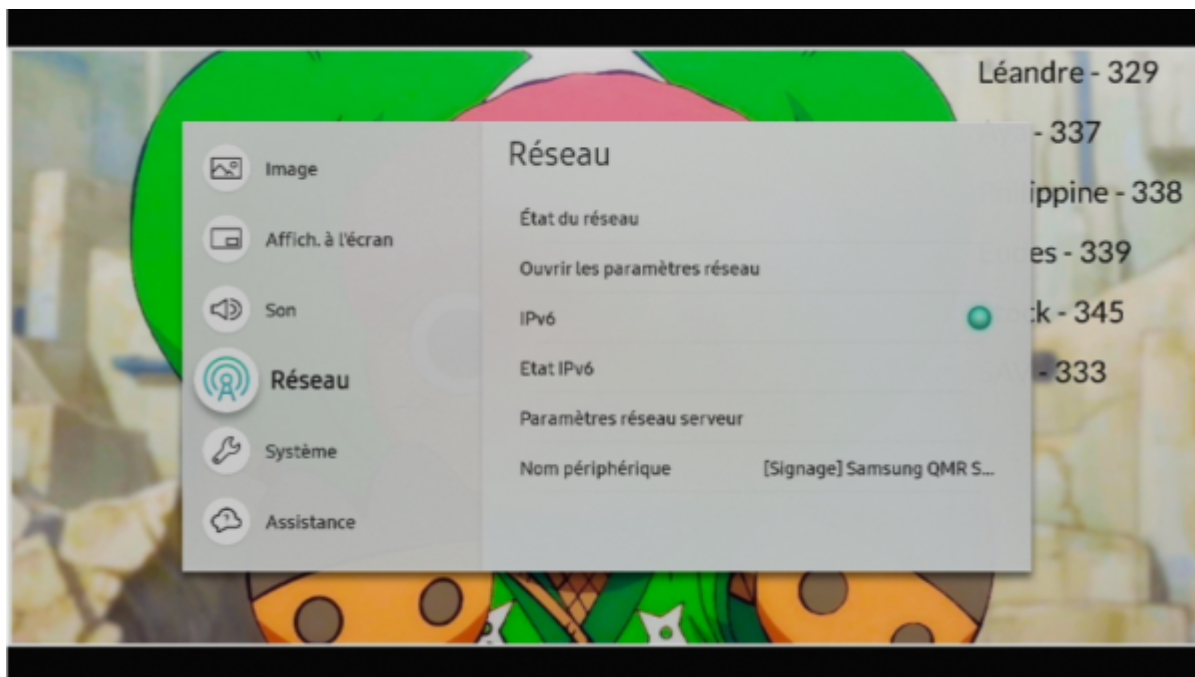 Image
Affich. à l'écran
Son
Réseau
Système
Assistance
Réseau
État du réseau
Ouvrir les paramètres réseau
IPv6
Etat IPv6
Paramètres réseau serveur
Nom périphérique [Signage] Samsung QMR S...
Léandre - 329
- 337
ippine - 338
es - 339
ck - 345
- 333